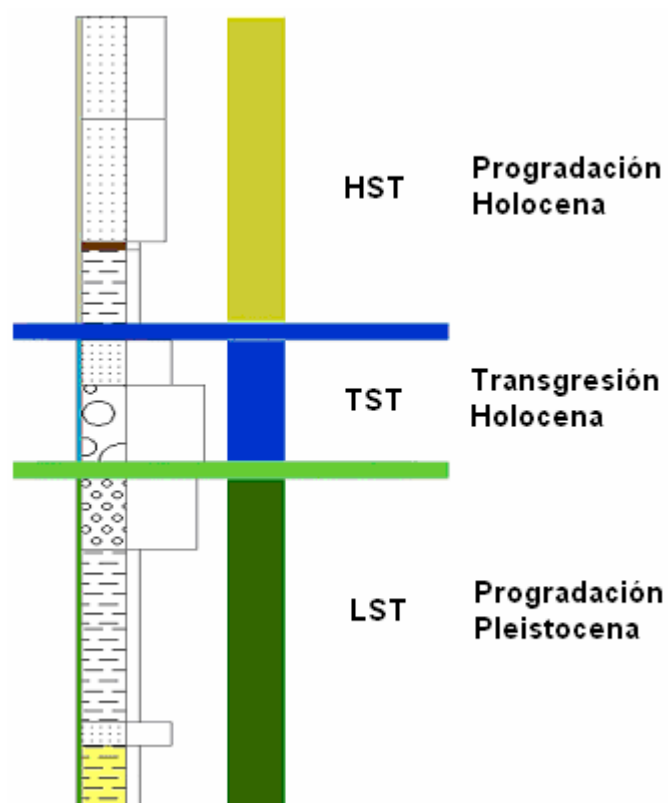 HST
Progradación
Holocena
TST
Transgresión
Holocena
LST
Progradación
Pleistocena